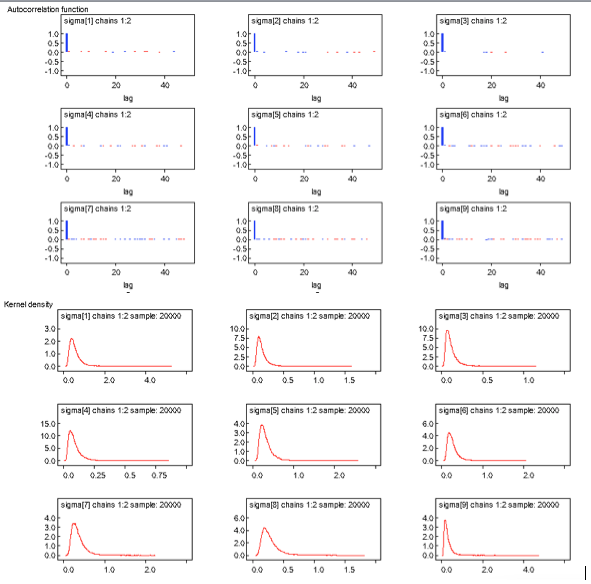 Autocorrelation function
sigma[1] chains 1:2 sigma[2] chains 1:2 sigma[3] chains 1:2
1.0 1.0 1.0
0.5 0.5 0.5
0.0 0.0 0.0
-0.5 -0.5 -0.5
-1.0 -1.0 -1.0
0 20 40 0 20 40 0 20 40
lag lag lag
sigma[4] chains 1:2 sigma[5] chains 1:2 sigma[6] chains 1:2
1.0 1.0 1.0
0.5 0.5 0.5
0.0 0.0 0.0
-0.5 -0.5 -0.5
-1.0 -1.0 -1.0
0 20 40 0 20 40 0 20 40
lag lag lag
sigma[7] chains 1:2 sigma[8] chains 1:2 sigma[9] chains 1:2
1.0 1.0 1.0
0.5 0.5 0.5
0.0 0.0 0.0
-0.5 -0.5 -0.5
-1.0 -1.0 -1.0
0 20 40 0 20 40 0 20 40
lag lag lag
Kernel density
sigma[1] chains 1:2 sample: 20000 sigma[2] chains 1:2 sample: 20000 sigma[3] chains 1:2 sample: 20000
3.0 10.0 10.0
2.0 7.5 7.5
1.0 5.0 5.0
0.0 2.5 2.5
0.0 0.0
0.0 2.0 4.0 0.0 0.5 1.0 1.5 0.0 0.5 1.0
sigma[4] chains 1:2 sample: 20000 sigma[5] chains 1:2 sample: 20000 sigma[6] chains 1:2 sample: 20000
15.0 4.0 6.0
10.0 3.0 4.0
5.0 2.0 2.0
0.0 1.0 0.0
0.0
0.0 0.25 0.5 0.75 0.0 1.0 2.0 0.0 1.0 2.0
sigma[7] chains 1:2 sample: 20000 sigma[8] chains 1:2 sample: 20000 sigma[9] chains 1:2 sample: 20000
4.0 6.0 4.0
3.0 4.0 3.0
2.0 2.0 2.0
1.0 0.0 1.0
0.0 0.0
0.0 1.0 2.0 0.0 0.5 1.0 1.5 0.0 2.0 4.0